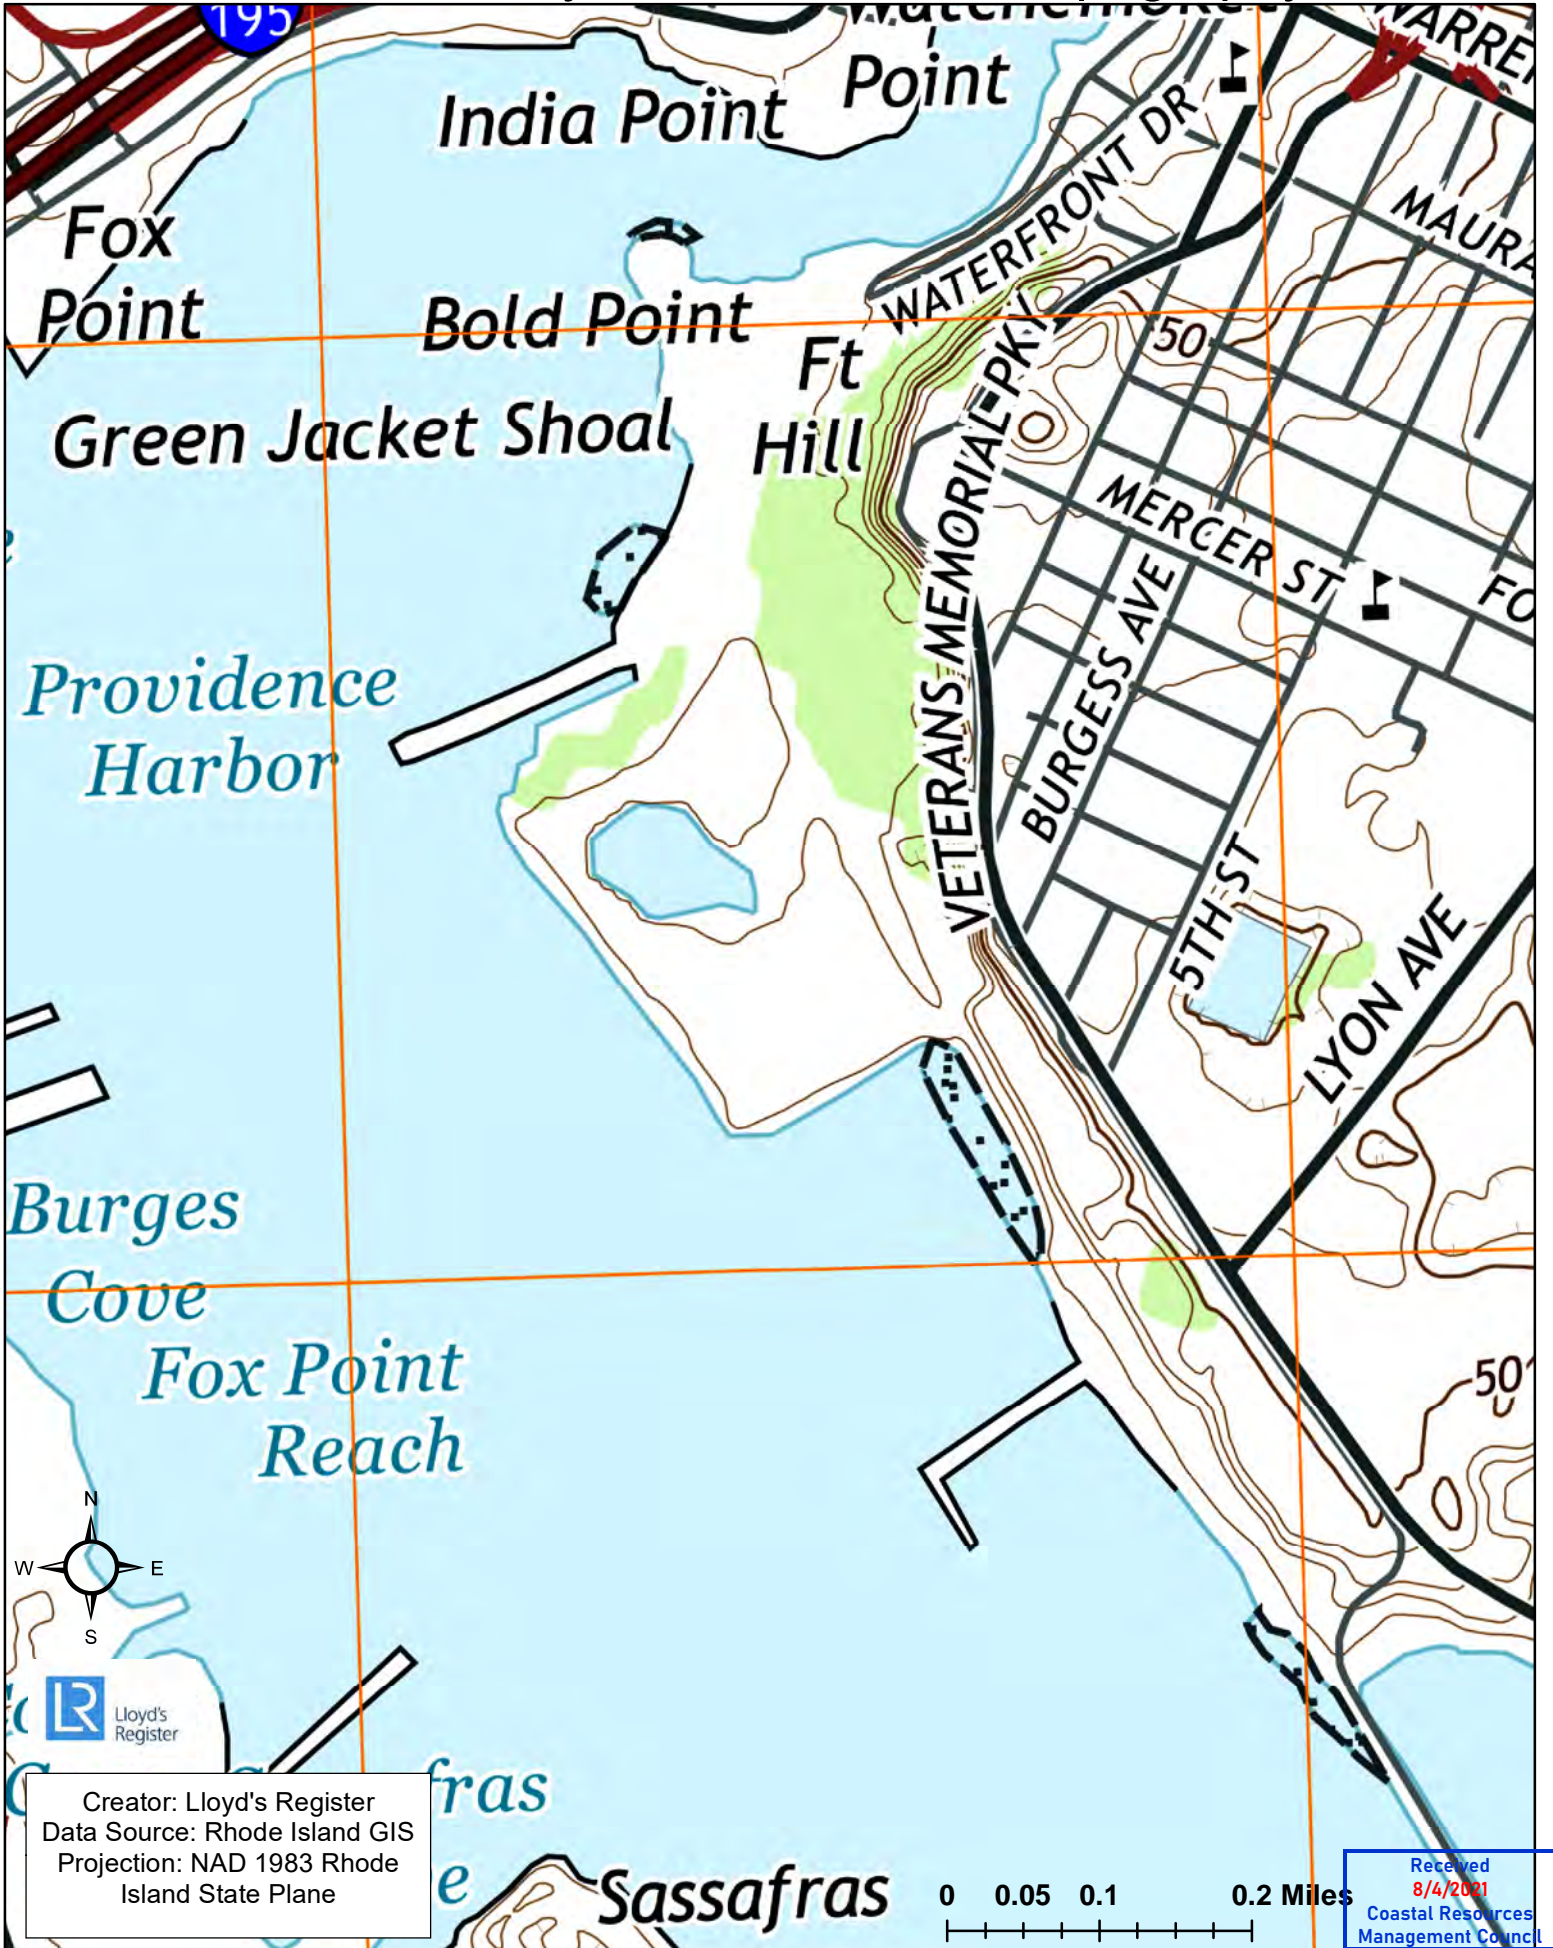 195
Point
WARRE
India Point
WATERFRONT DR
MAURA
Fox
Point
Bold Point
50
Ft
Hill
Green Jacket Shoal
VETERANS MEMORIAL PKY
MERCER ST
FO
BURGESS AVE
Providence
Harbor
5TH ST
LYON AVE
Burges
Cove
Fox Point
Reach
50
N
W
E
S
LR
Lloyd's
Register
fras
Creator: Lloyd's Register
Data Source: Rhode Island GIS
Projection: NAD 1983 Rhode
Island State Plane
e
Sassafras
0 0.05 0.1 0.2 Miles
Received
8/4/2021
Coastal Resources
Management Council